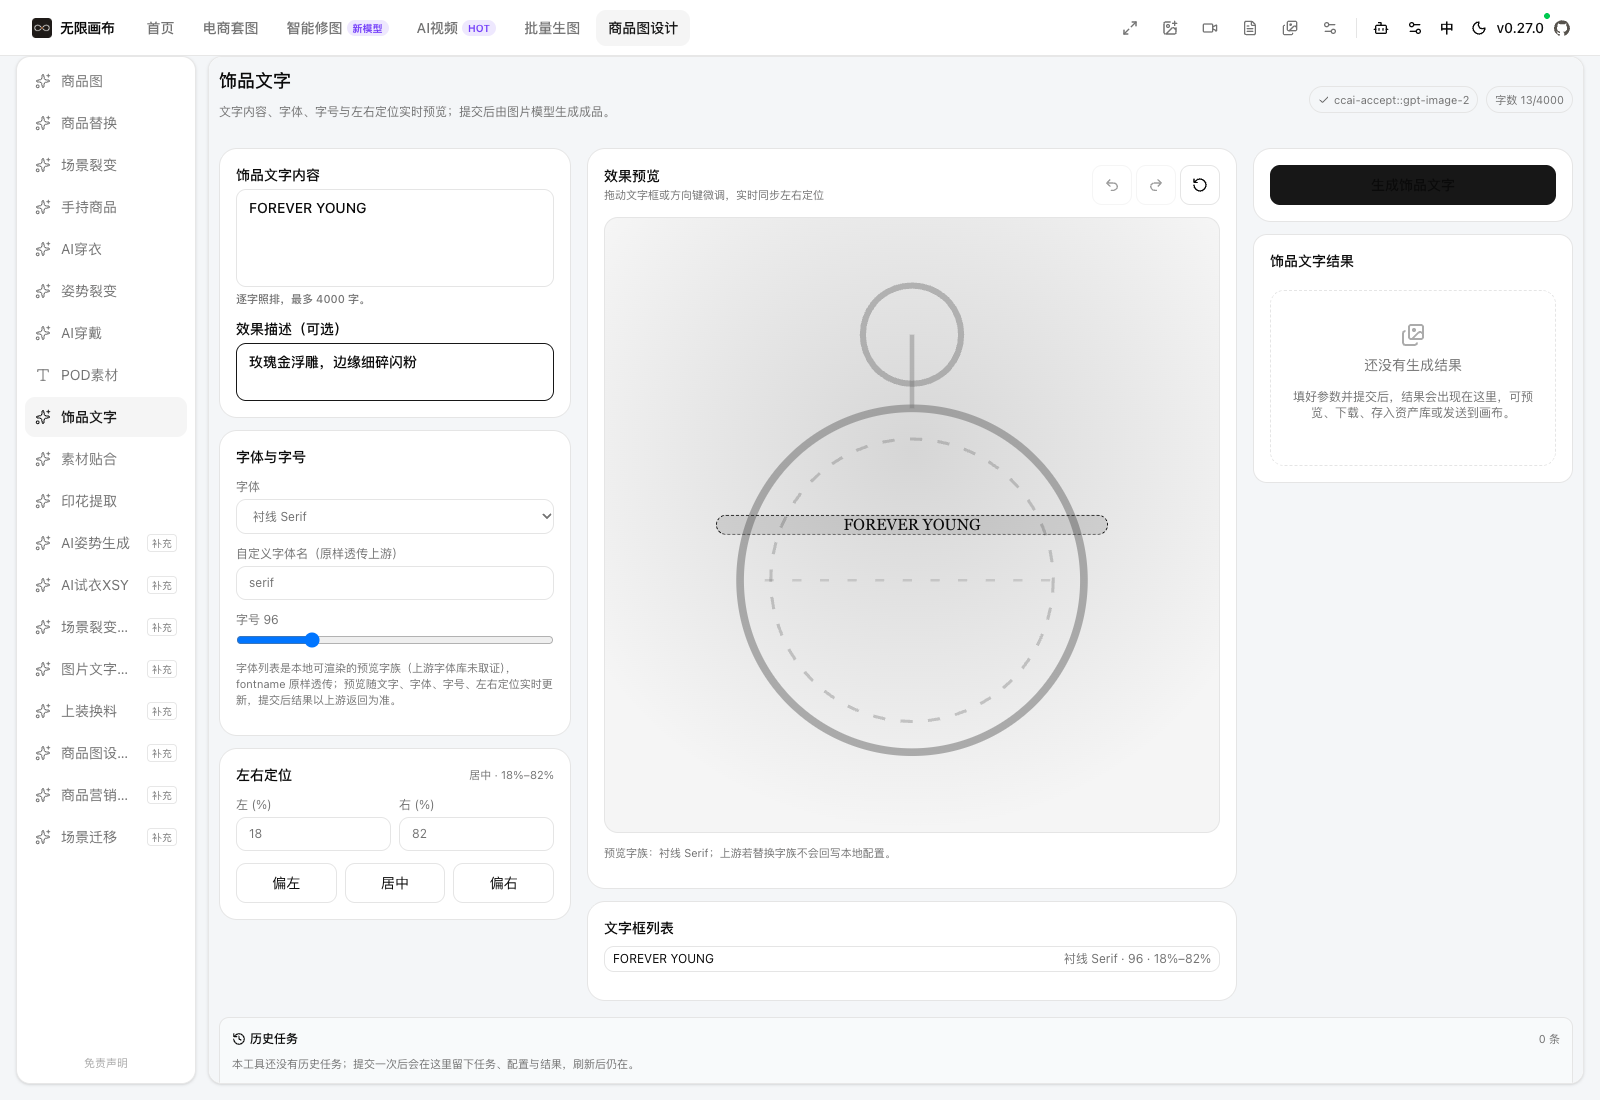 无限画布
首页
电商套图
智能修图 新模型
AI视频 HOT
批量生图
商品图设计
中
v0.27.0
商品图
商品替换
场景裂变
手持商品
AI穿衣
姿势裂变
AI穿戴
POD素材
饰品文字
素材贴合
印花提取
AI姿势生成 补充
AI试衣XSY 补充
场景裂变... 补充
图片文字... 补充
上装换料 补充
商品图设... 补充
商品营销... 补充
场景迁移 补充
免责声明
饰品文字
文字内容、字体、字号与左右定位实时预览；提交后由图片模型生成成品。
ccai-accept::gpt-image-2
字数 13/4000
饰品文字内容
FOREVER YOUNG
逐字照排，最多 4000 字。
效果描述（可选）
玫瑰金浮雕，边缘细碎闪粉
字体与字号
字体
衬线 Serif
自定义字体名（原样透传上游）
serif
字号 96
字体列表是本地可渲染的预览字族（上游字体库未取证），
fontname 原样透传；预览随文字、字体、字号、左右定位实时更
新，提交后结果以上游返回为准。
左右定位
居中 · 18%–82%
左 (%)
右 (%)
18
82
偏左
居中
偏右
效果预览
拖动文字框或方向键微调，实时同步左右定位
FOREVER YOUNG
预览字族：衬线 Serif；上游若替换字族不会回写本地配置。
文字框列表
FOREVER YOUNG
衬线 Serif · 96 · 18%–82%
生成饰品文字
饰品文字结果
还没有生成结果
填好参数并提交后，结果会出现在这里，可预
览、下载、存入资产库或发送到画布。
历史任务
0 条
本工具还没有历史任务；提交一次后会在这里留下任务、配置与结果，刷新后仍在。